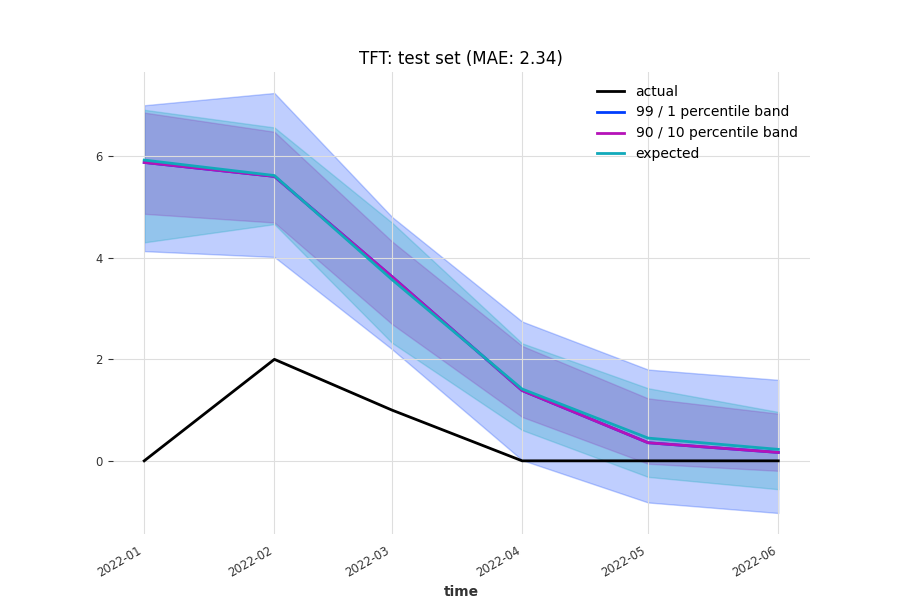 TFT: test set (MAE: 2.34)
actual
99 / 1 percentile band
90 / 10 percentile band
expected
6
4
2
0
2022-01
2022-02
2022-03
2022-04
2022-05
2022-06
time